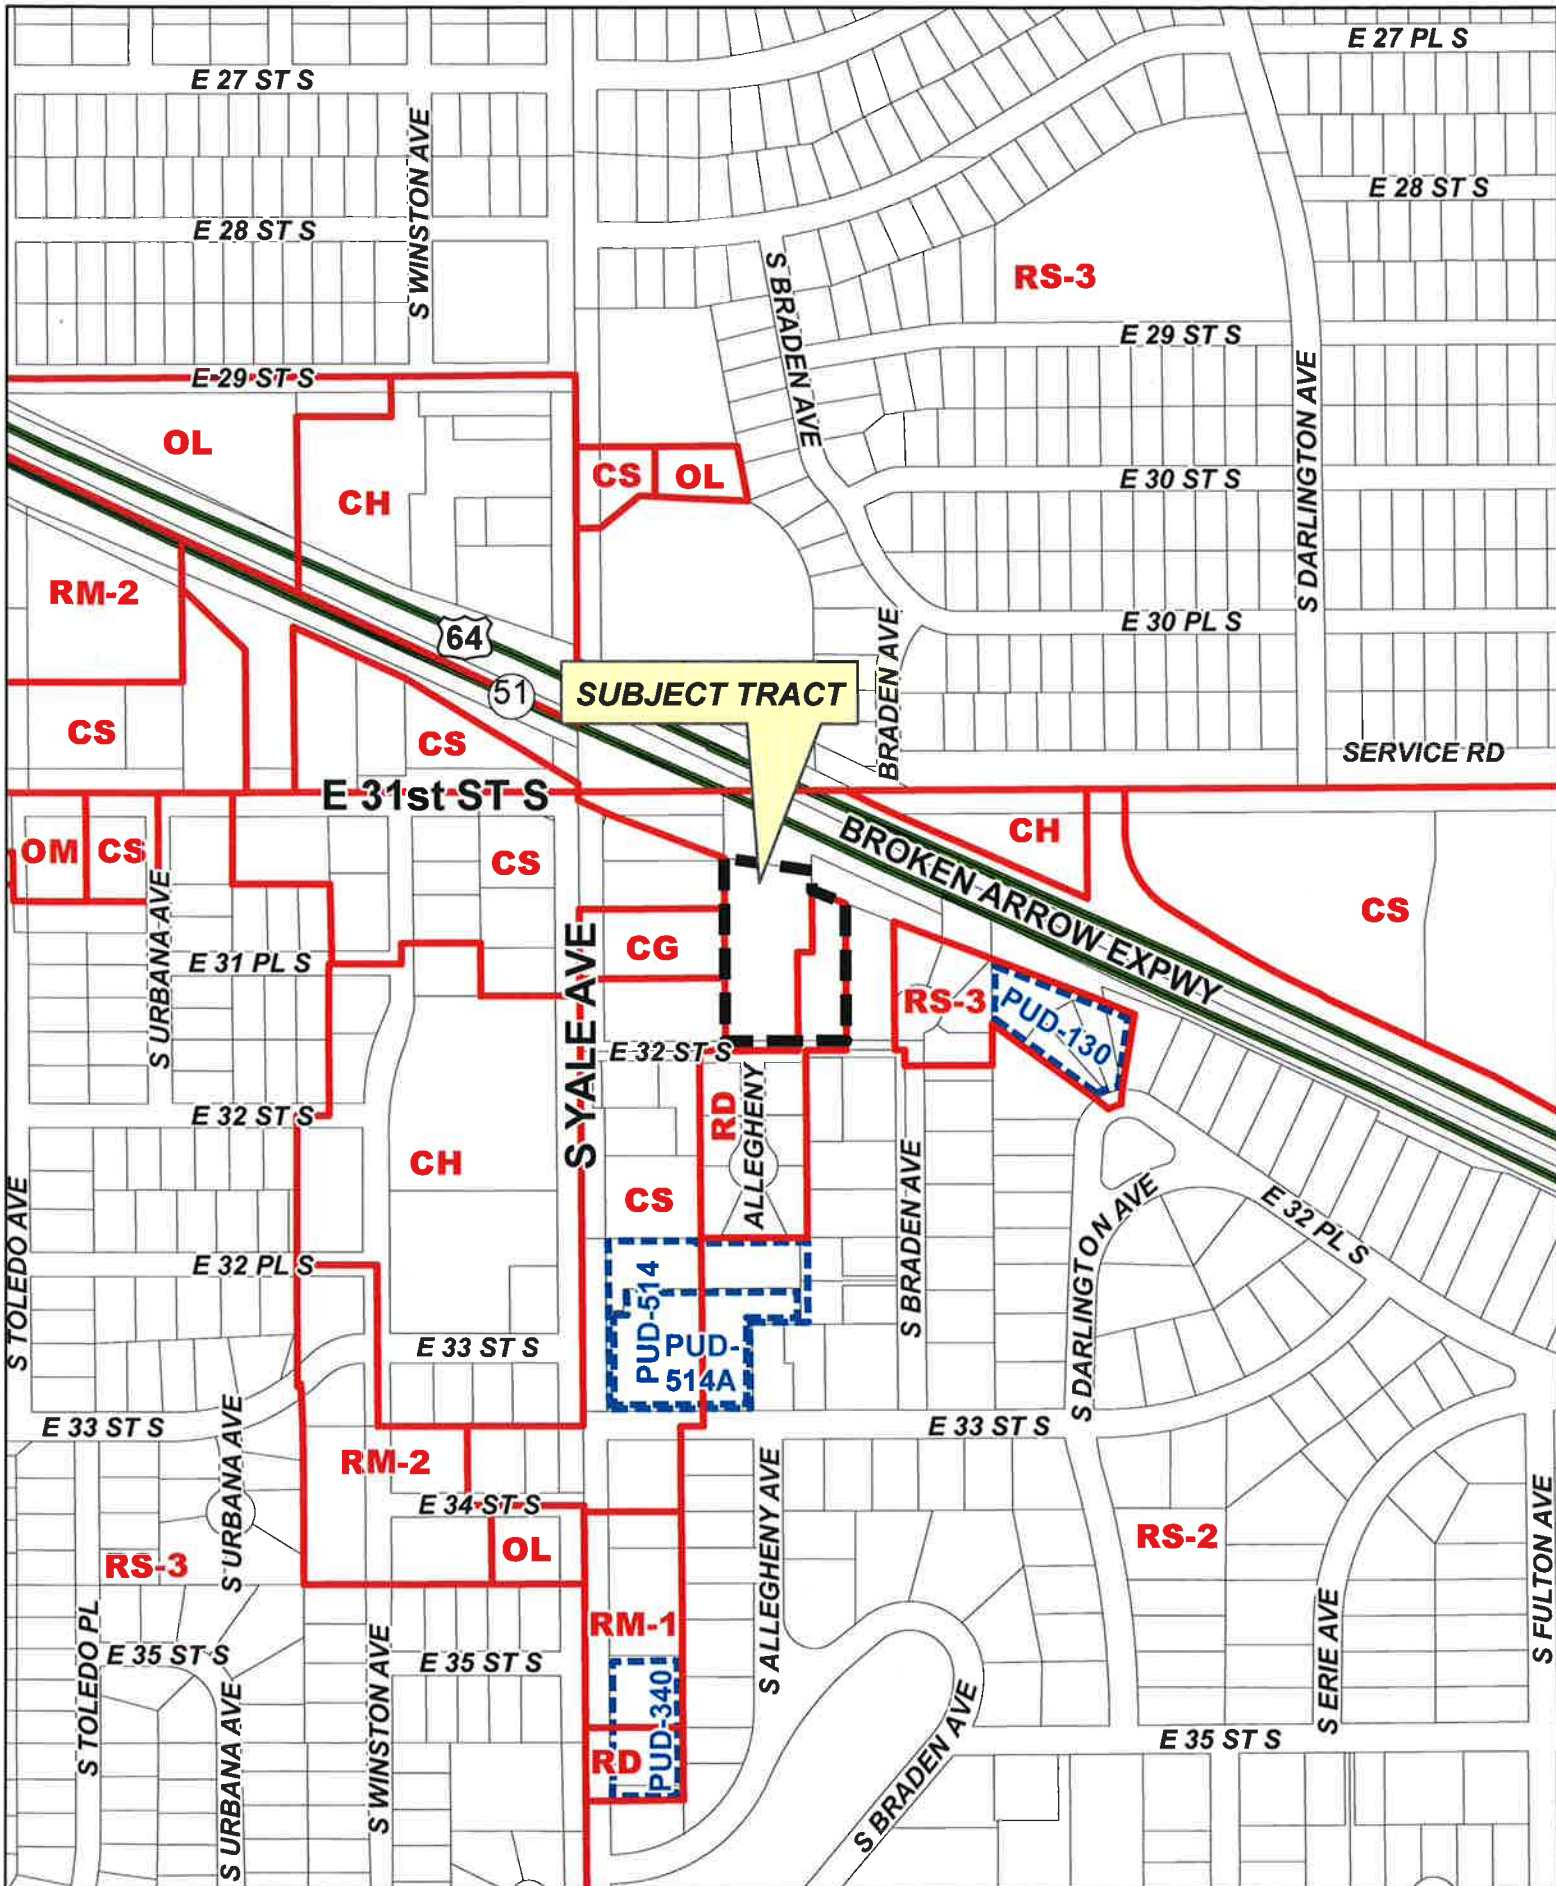 E 27 PL S
E 27 ST S
S WINSTON AVE
E 28 ST S
E 28 ST S
S BRADEN AVE
RS-3
E 29 ST S
E 29 ST S
S DARLINGTON AVE
OL
CH
CS
OL
E 30 ST S
RM-2
64
51
SUBJECT TRACT
BRADEN AVE
E 30 PL S
CS
CS
SERVICE RD
E 31st ST S
OM
CS
CS
CH
BROKEN ARROW EXPWY
CS
S URBANA AVE
E 31 PL S
S YALE AVE
CG
RS-3
PUD-130
E 32 ST S
E 32 ST S
RD
ALLEGHENY
CH
CS
S BRADEN AVE
S DARLINGTON AVE
E 32 PL S
S TOLEDO AVE
E 32 PL S
PUD-514
PUD-
514A
E 33 ST S
E 33 ST S
S URBANA AVE
RM-2
E 33 ST S
S ALLEGHENY AVE
E 34 ST S
OL
RS-3
RS-2
S FULTON AVE
S TOLEDO PL
E 35 ST S
S URBANA AVE
S WINSTON AVE
E 35 ST S
RM-1
PUD-340
RD
S BRADEN AVE
S ERIE AVE
E 35 ST S